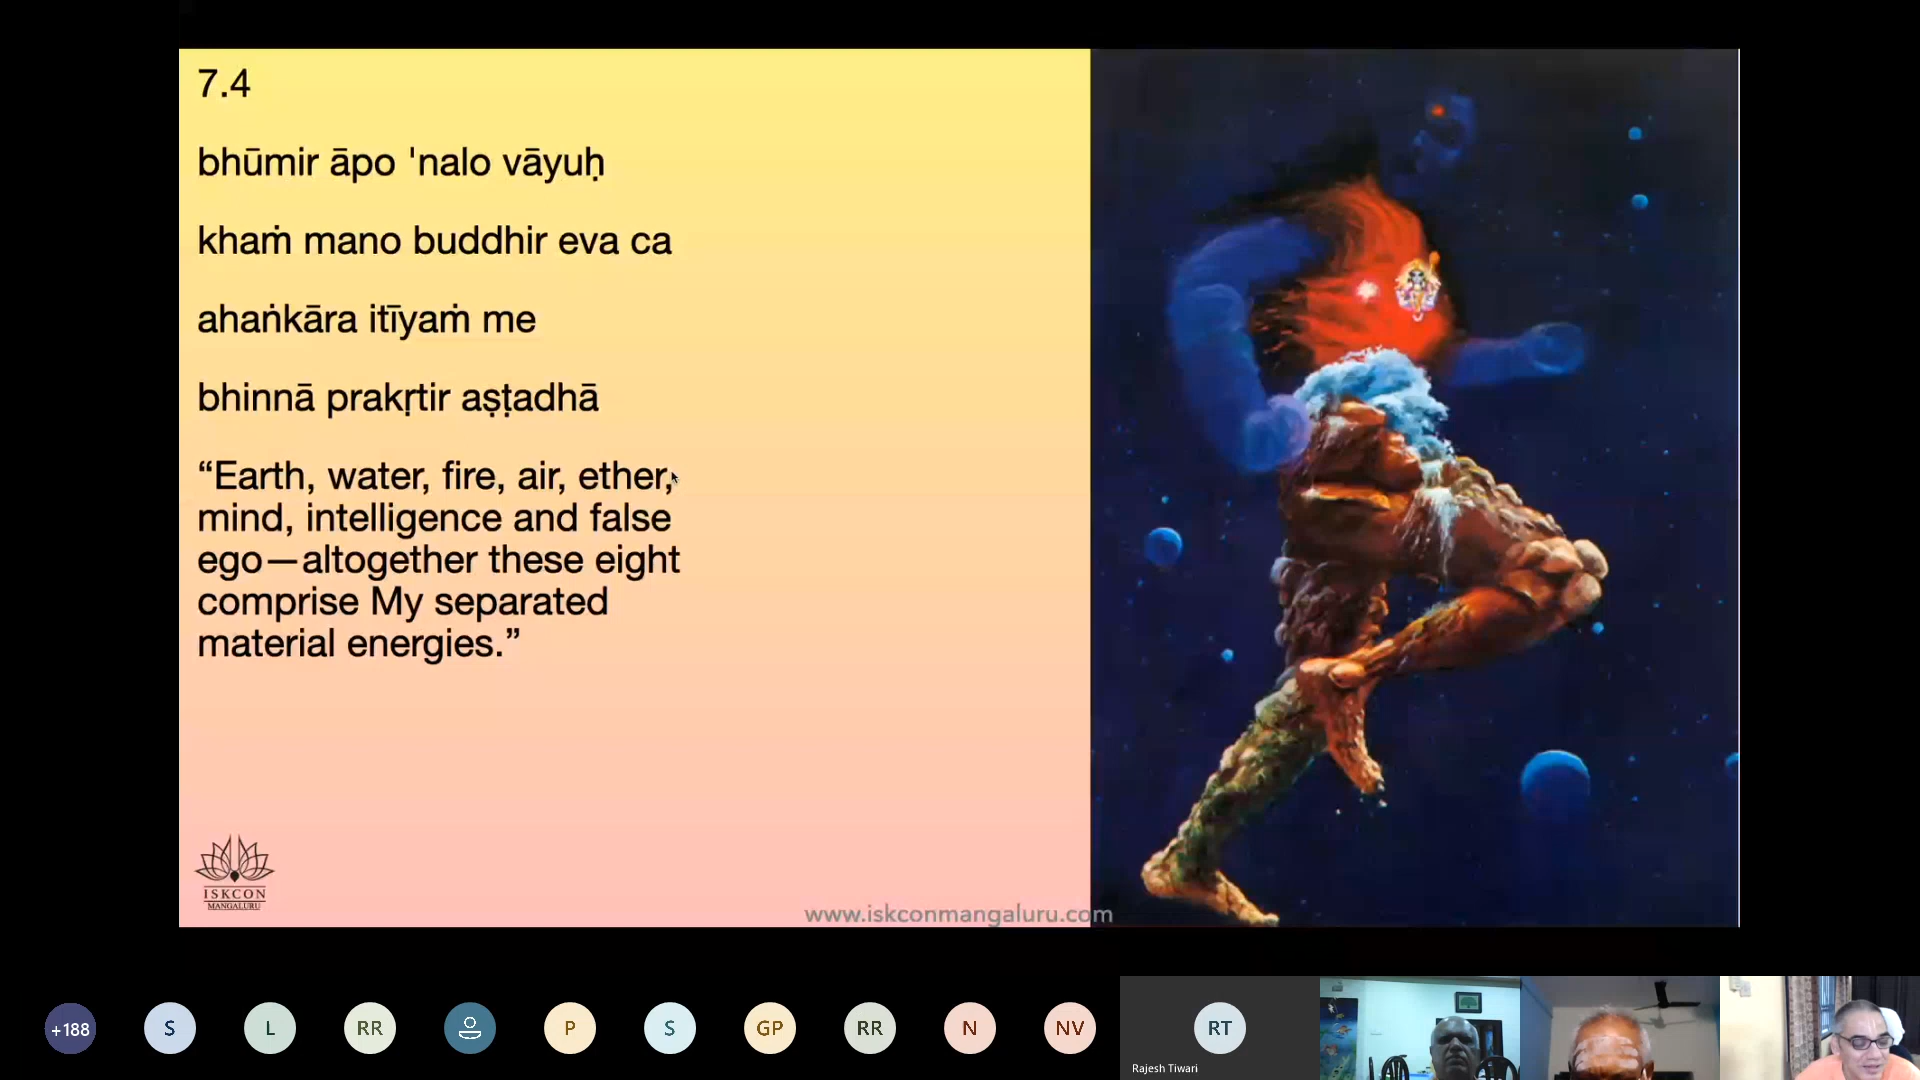 7.4
bhūmir āpo 'nalo vāyuḥ
khaṁ mano buddhir eva ca
ahaṅkāra itīyaṁ me
bhinnā prakṛtir aṣṭadhā
“Earth, water, fire, air, ether,
mind, intelligence and false
ego—altogether these eight
comprise My separated
material energies.”
ISKCON
MANGALURU
www.iskconmangaluru.com
+188
S
L
RR
P
S
GP
RR
N
NV
RT
Rajesh Tiwari